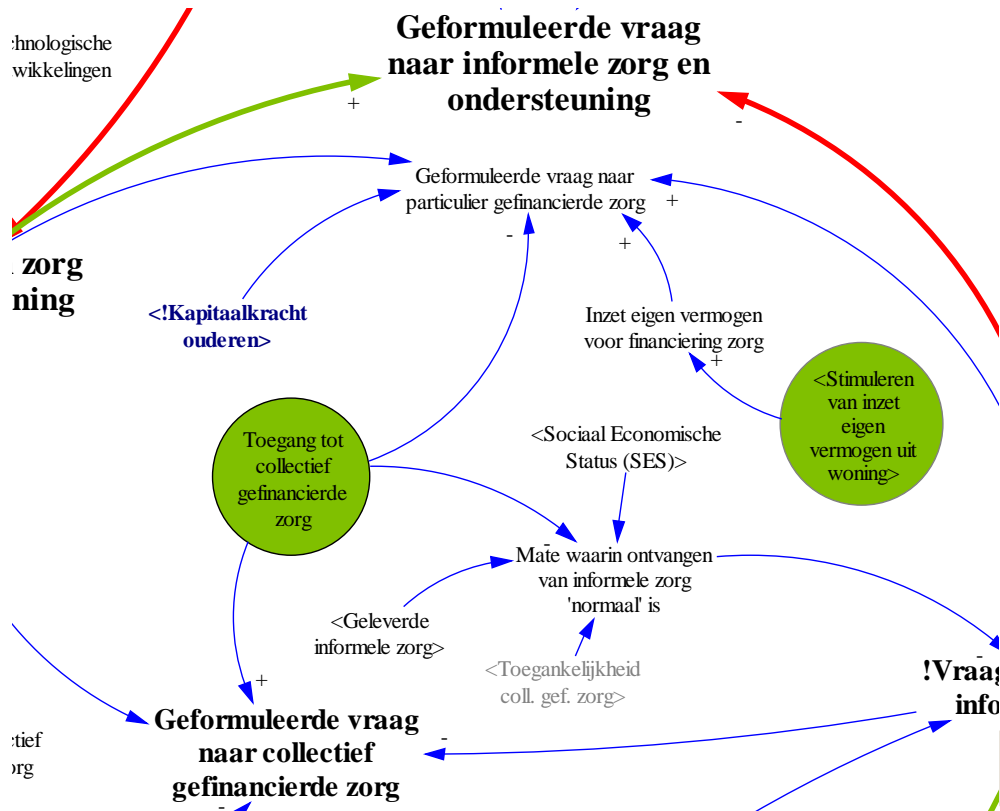 Geformuleerde vraag
naar informele zorg en
ondersteuning
wikkelingen
+
-
Geformuleerde vraag naar
particulier gefinancierde zorg
+
-
+
zorg
ning
<!Kapitaalkracht
ouderen>
Inzet eigen vermogen
voor financiering zorg
+
<Stimuleren
van inzet
eigen
vermogen uit
woning>
Toegang tot
collectief
gefinancierde
zorg
<Sociaal Economische
Status (SES)>
-
Mate waarin ontvangen
van informele zorg
'normaal' is
<Geleverde
informele zorg>
<Toegankelijkheid
coll. gef. zorg>
-
!Vraag
info
+
Geformuleerde vraag
naar collectief
gefinancierde zorg
-
-